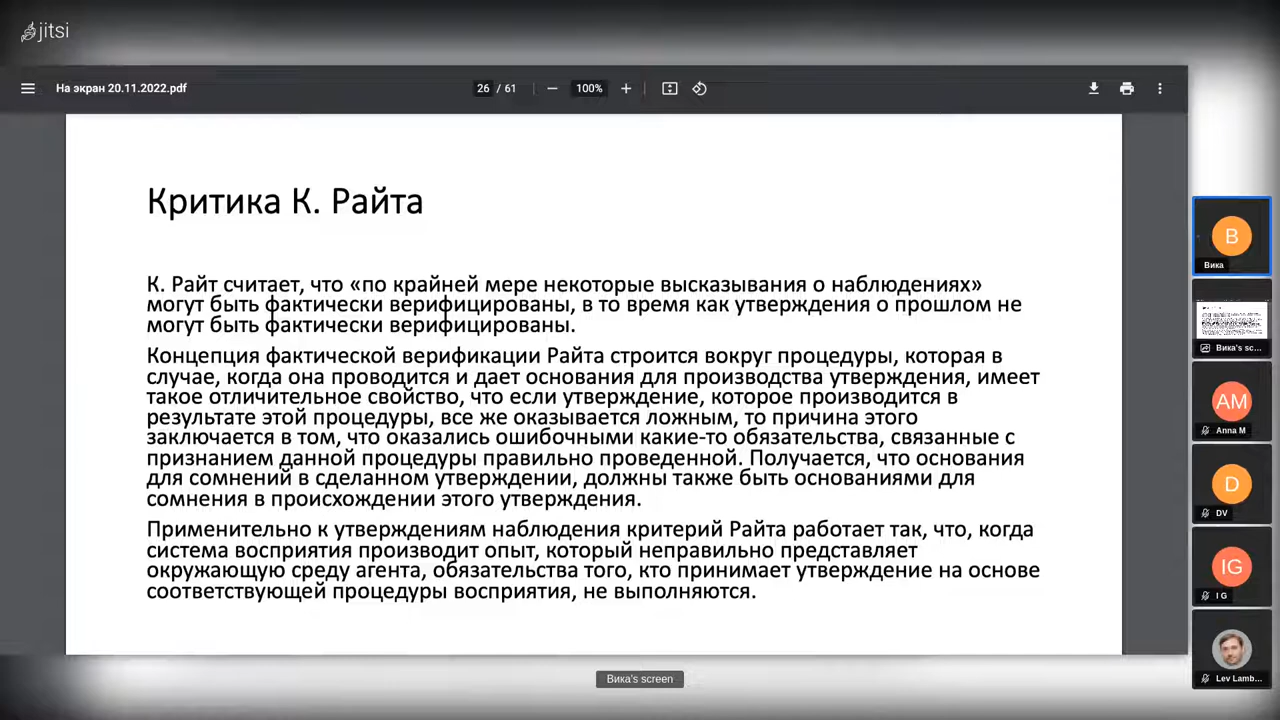 jitsi
На экран 20.11.2022.pdf
26 / 61
100%
Критика К. Райта
К. Райт считает, что «по крайней мере некоторые высказывания о наблюдениях»
могут быть фактически верифицированы, в то время как утверждения о прошлом не
могут быть фактически верифицированы.
Концепция фактической верификации Райта строится вокруг процедуры, которая в
случае, когда она проводится и дает основания для производства утверждения, имеет
такое отличительное свойство, что если утверждение, которое производится в
результате этой процедуры, все же оказывается ложным, то причина этого
заключается в том, что оказались ошибочными какие-то обязательства, связанные с
признанием данной процедуры правильно проведенной. Получается, что основания
для сомнений в сделанном утверждении, должны также быть основаниями для
сомнения в происхождении этого утверждения.
Применительно к утверждениям наблюдения критерий Райта работает так, что, когда
система восприятия производит опыт, который неправильно представляет
окружающую среду агента, обязательства того, кто принимает утверждение на основе
соответствующей процедуры восприятия, не выполняются.
B
Вика
Вика's sc...
AM
Anna M
D
DV
IG
I G
Lev Lamb...
Вика's screen